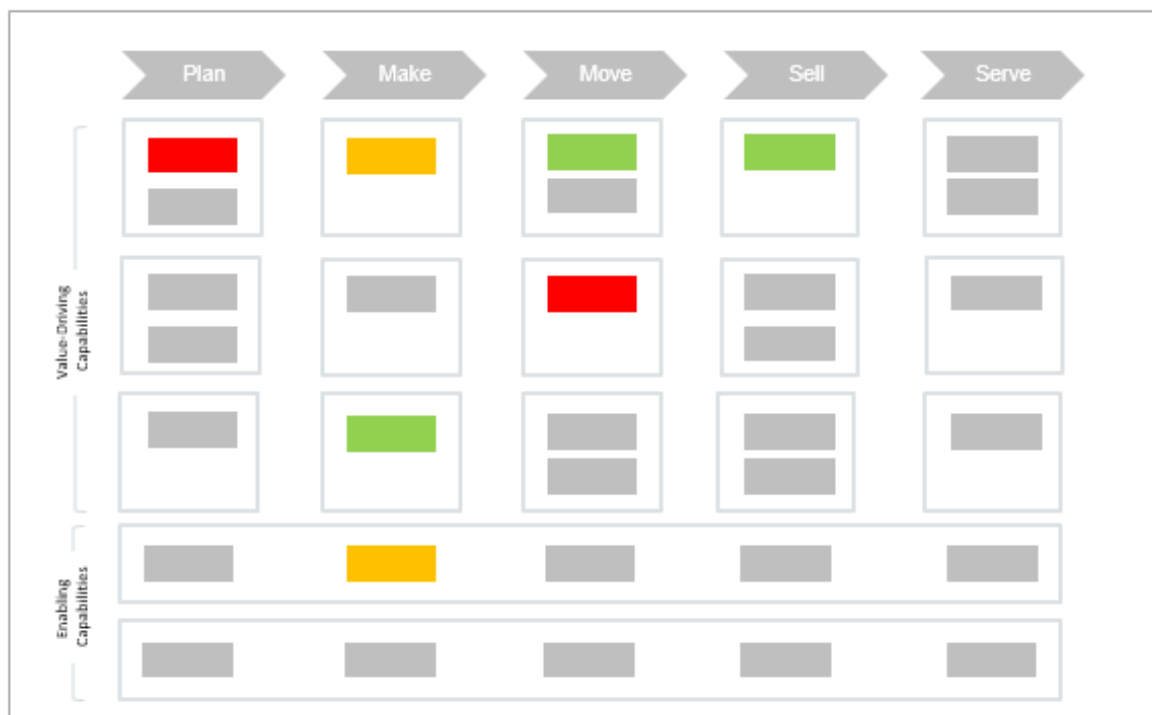 Plan
Make
Move
Sell
Serve
Value-Driving
Capabilities
Enabling
Capabilities